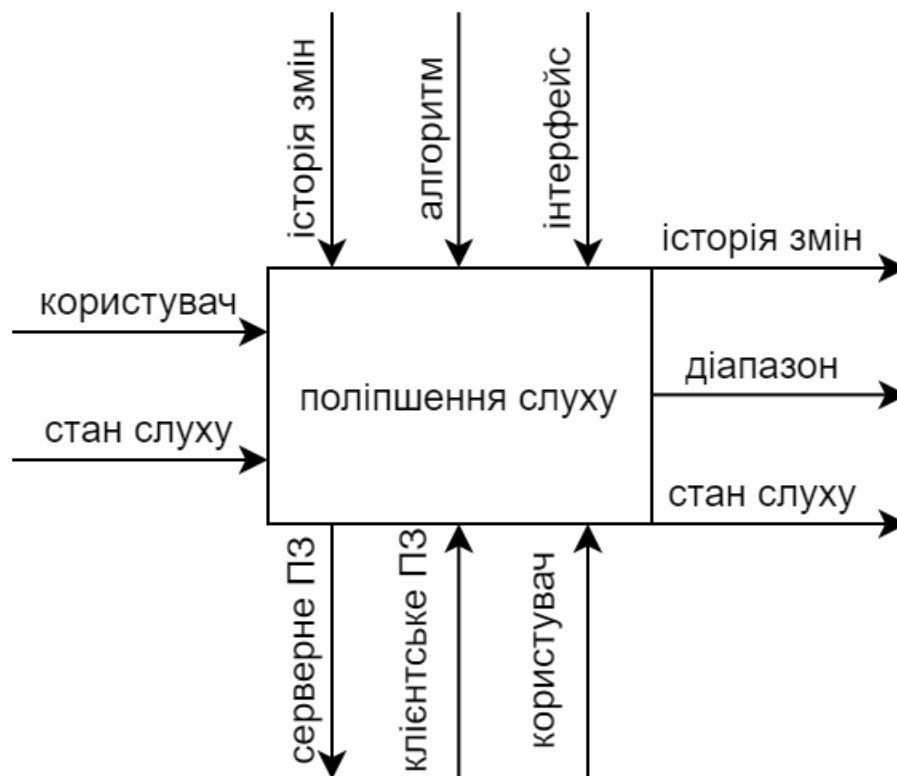 історія змін
алгоритм
інтерфейс
історія змін
користувач
діапазон
поліпшення слуху
стан слуху
стан слуху
серверне ПЗ
клієнтське ПЗ
користувач